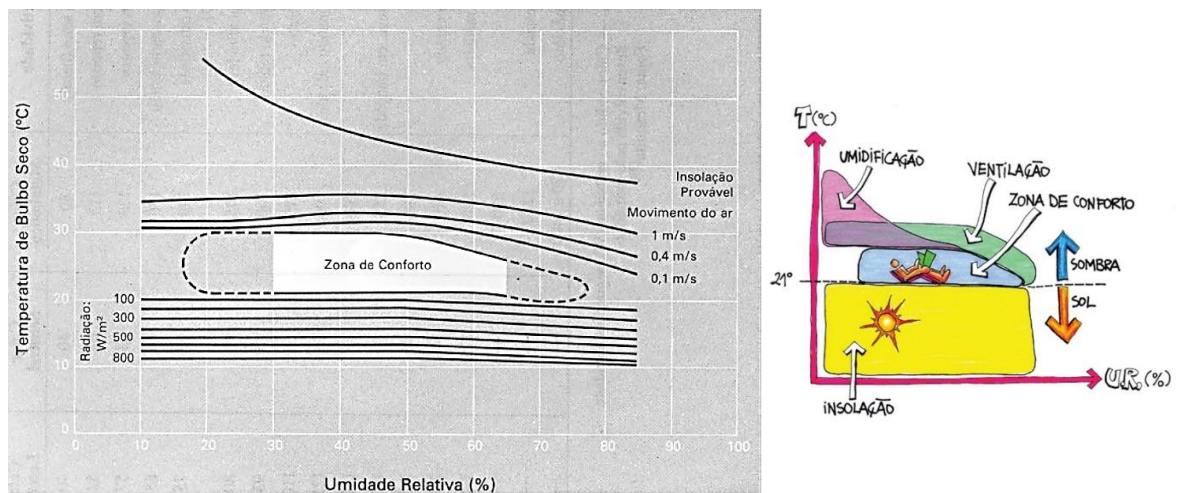 Temperatura de Bulbo Seco (°C)
50
40
30
20
10
0
Insolação
Provável
Movimento do ar
1 m/s
0,4 m/s
0,1 m/s
Zona de Conforto
Radiação:
W/m²
100
300
500
800
0
10
20
30
40
50
60
70
80
90
100
Umidade Relativa (%)
T(°C)
UMIDIFICAÇÃO
VENTILAÇÃO
ZONA DE CONFORTO
SOMBRA
21°
SOL
U.R. (%)
INSOLAÇÃO